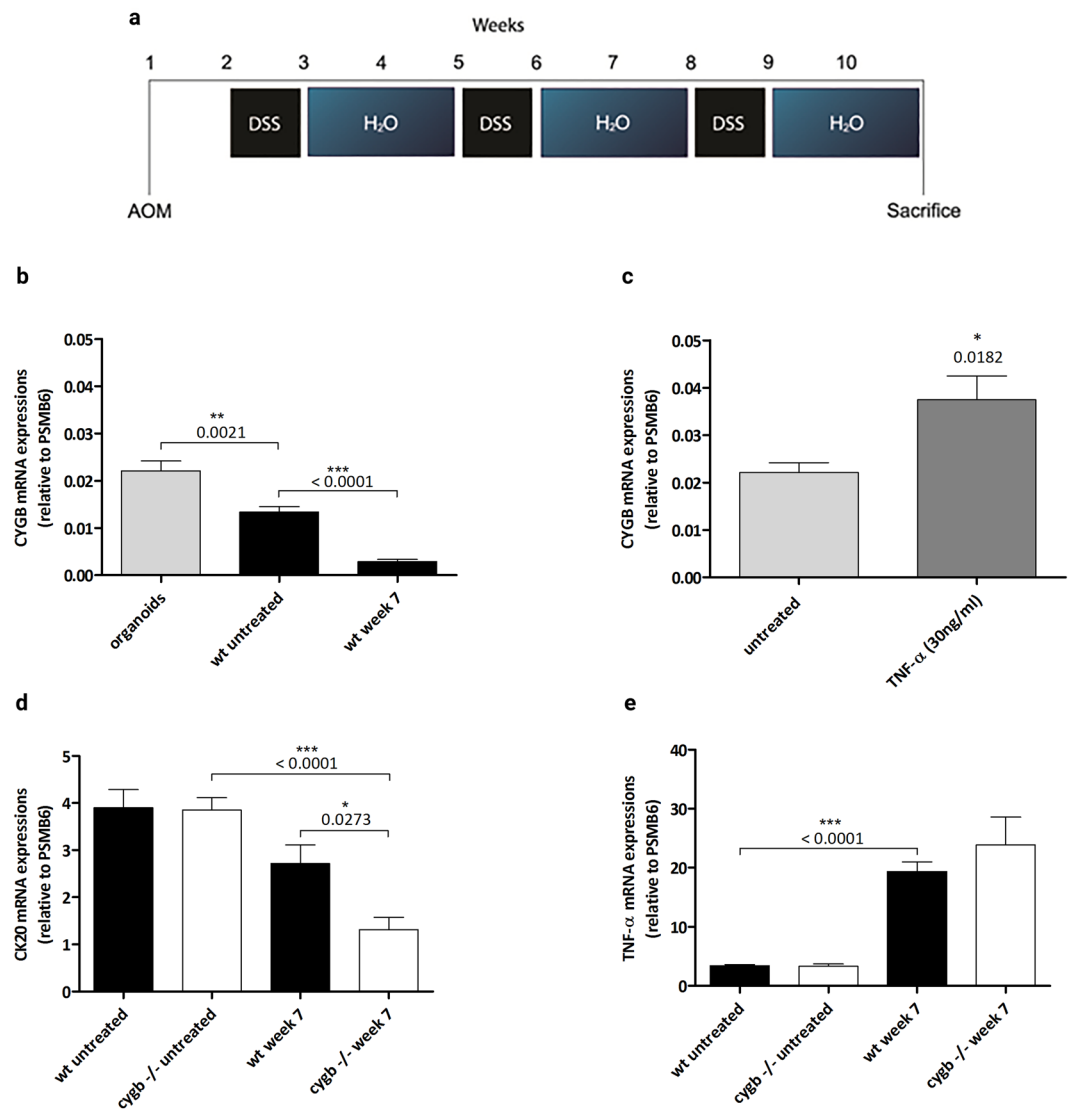 a
Weeks
1 2 3 4 5 6 7 8 9 10
DSS H₂O DSS H₂O DSS H₂O
AOM Sacrifice
b
CYGB mRNA expressions
(relative to PSMB6)
0.05
0.04
0.03
0.02
0.01
0.00
**
0.0021
***
< 0.0001
organoids
wt untreated
wt week 7
c
CYGB mRNA expressions
(relative to PSMB6)
0.05
0.04
0.03
0.02
0.01
0.00
*
0.0182
untreated
TNF-α (30ng/ml)
d
CK20 mRNA expressions
(relative to PSMB6)
5
4
3
2
1
0
***
< 0.0001
*
0.0273
wt untreated
cygb -/- untreated
wt week 7
cygb -/- week 7
e
TNF-α mRNA expressions
(relative to PSMB6)
40
30
20
10
0
***
< 0.0001
wt untreated
cygb -/- untreated
wt week 7
cygb -/- week 7